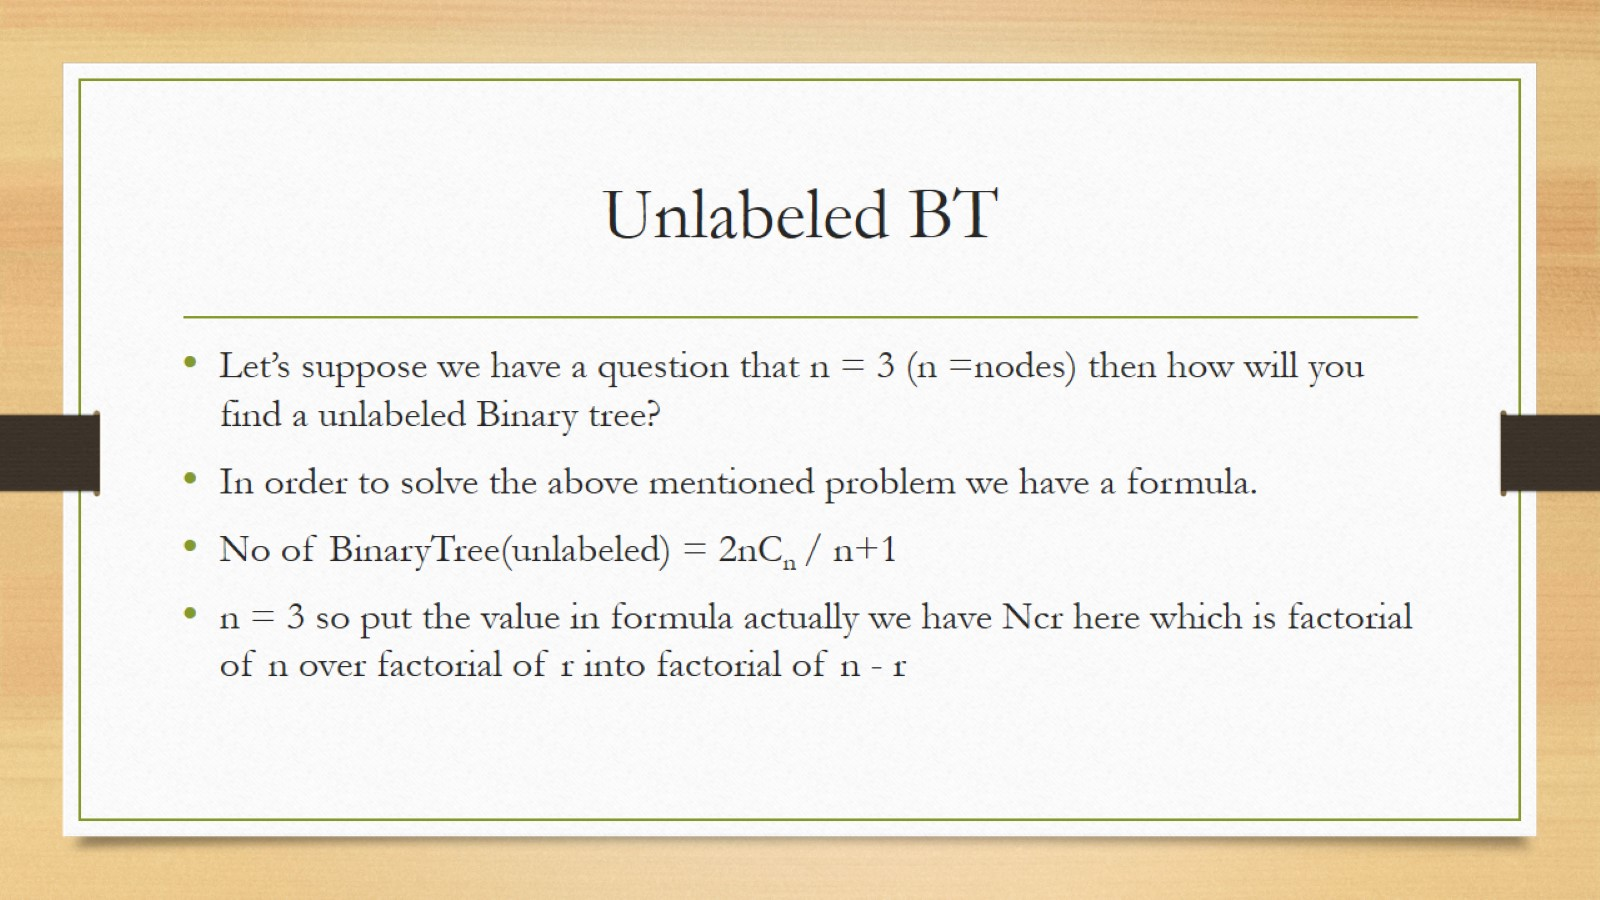 Unlabeled BT
• Let’s suppose we have a question that n = 3 (n =nodes) then how will you
find a unlabeled Binary tree?
• In order to solve the above mentioned problem we have a formula.
• No of BinaryTree(unlabeled) = 2nCₙ / n+1
• n = 3 so put the value in formula actually we have Ncr here which is factorial
of n over factorial of r into factorial of n - r